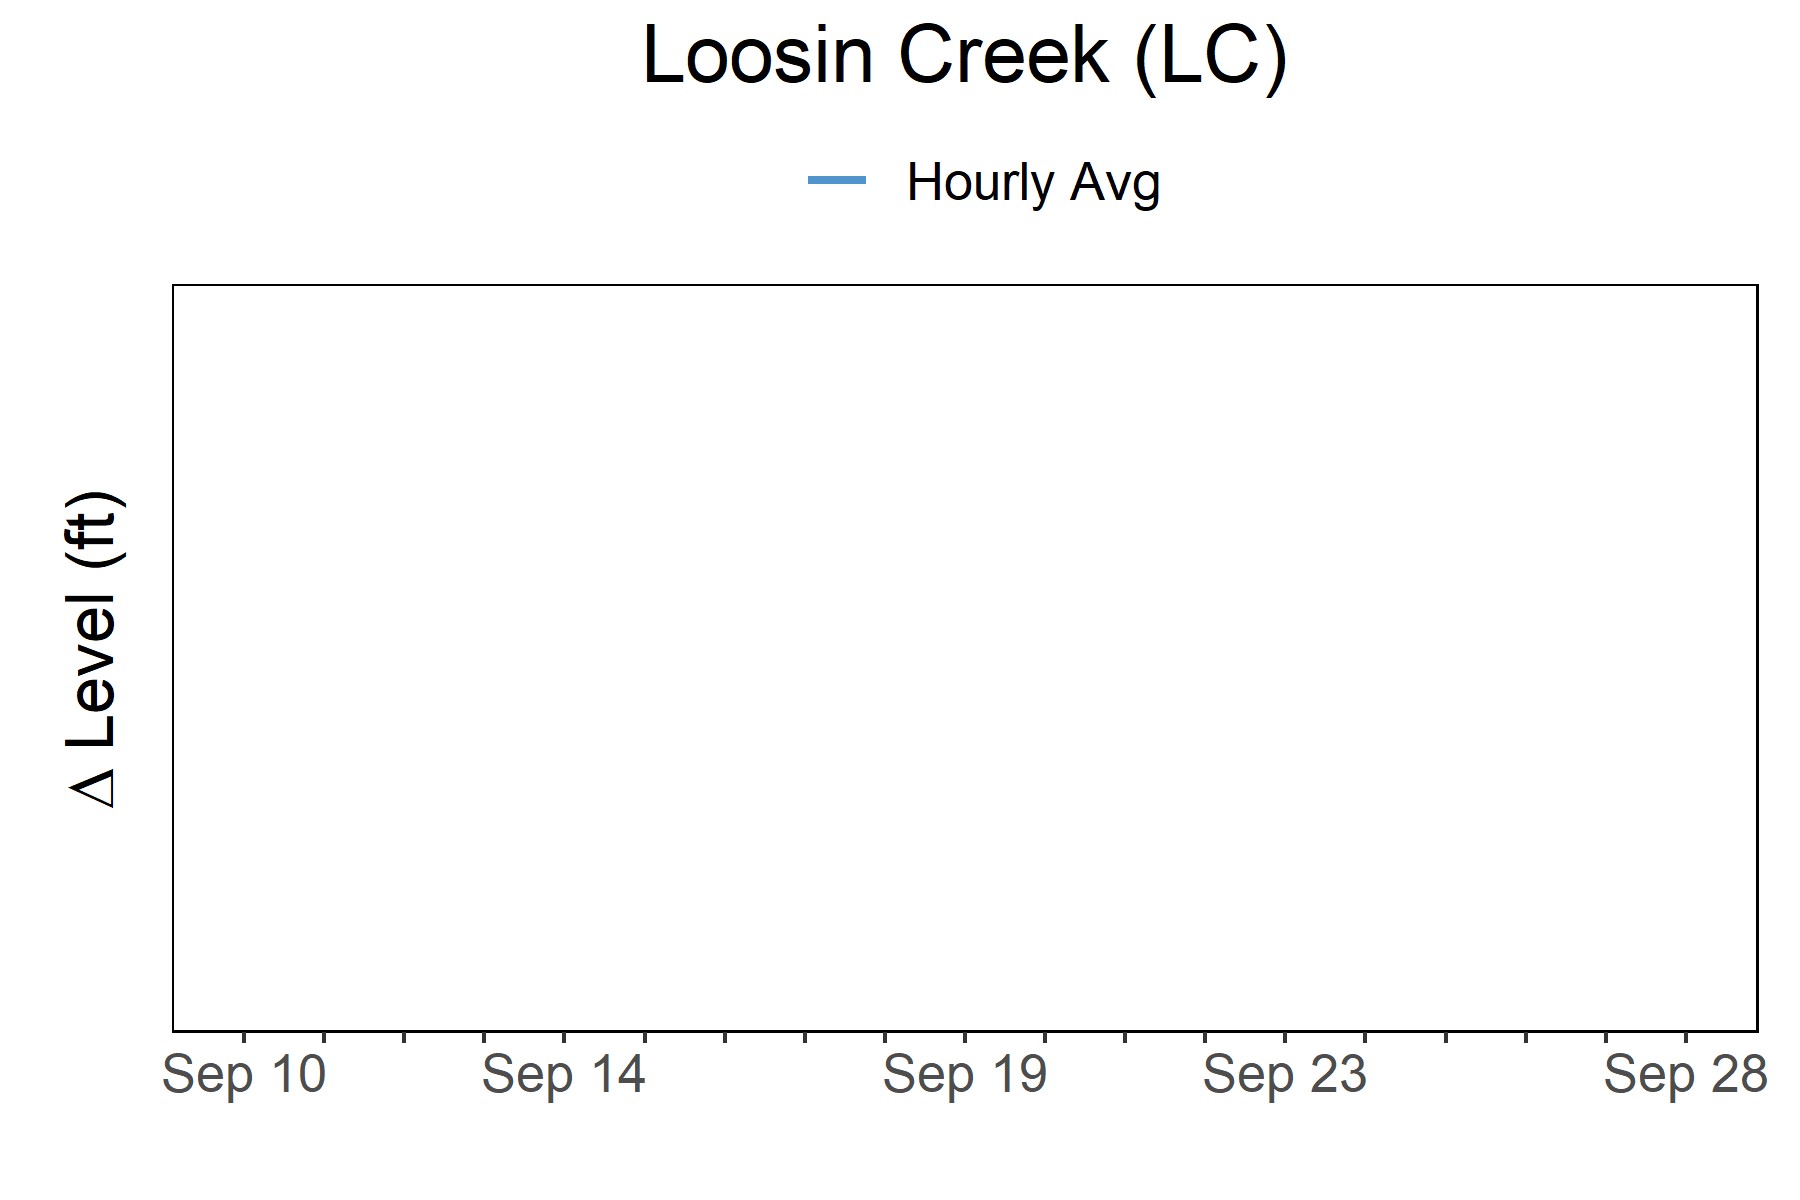 Loosin Creek (LC)
Hourly Avg
Δ Level (ft)
Sep 10 Sep 14 Sep 19 Sep 23 Sep 28